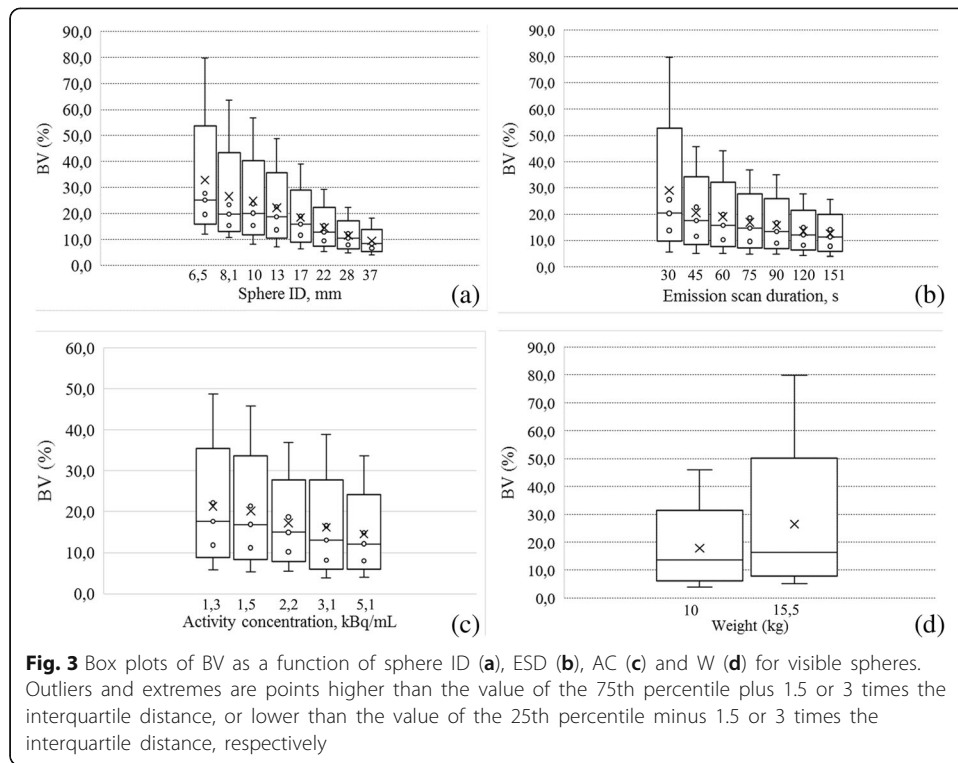 90,0
80,0
70,0
60,0
50,0
40,0
30,0
20,0
10,0
0,0
BV (%)
6,5 8,1 10 13 17 22 28 37
Sphere ID, mm
(a)
90,0
80,0
70,0
60,0
50,0
40,0
30,0
20,0
10,0
0,0
BV (%)
30 45 60 75 90 120 151
Emission scan duration, s
(b)
60,0
50,0
40,0
30,0
20,0
10,0
0,0
BV (%)
1,3 1,5 2,2 3,1 5,1
Activity concentration, kBq/mL
(c)
90,0
80,0
70,0
60,0
50,0
40,0
30,0
20,0
10,0
0,0
BV (%)
10 15,5
Weight (kg)
(d)
Fig. 3 Box plots of BV as a function of sphere ID (a), ESD (b), AC (c) and W (d) for visible spheres.
Outliers and extremes are points higher than the value of the 75th percentile plus 1.5 or 3 times the
interquartile distance, or lower than the value of the 25th percentile minus 1.5 or 3 times the
interquartile distance, respectively